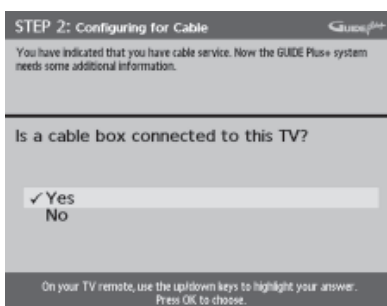 STEP 2: Configuring for Cable
GUIDE Plus+
You have indicated that you have cable service. Now the GUIDE Plus+ system
needs some additional information.
Is a cable box connected to this TV?
✓ Yes
No
On your TV remote, use the up/down keys to highlight your answer.
Press OK to choose.